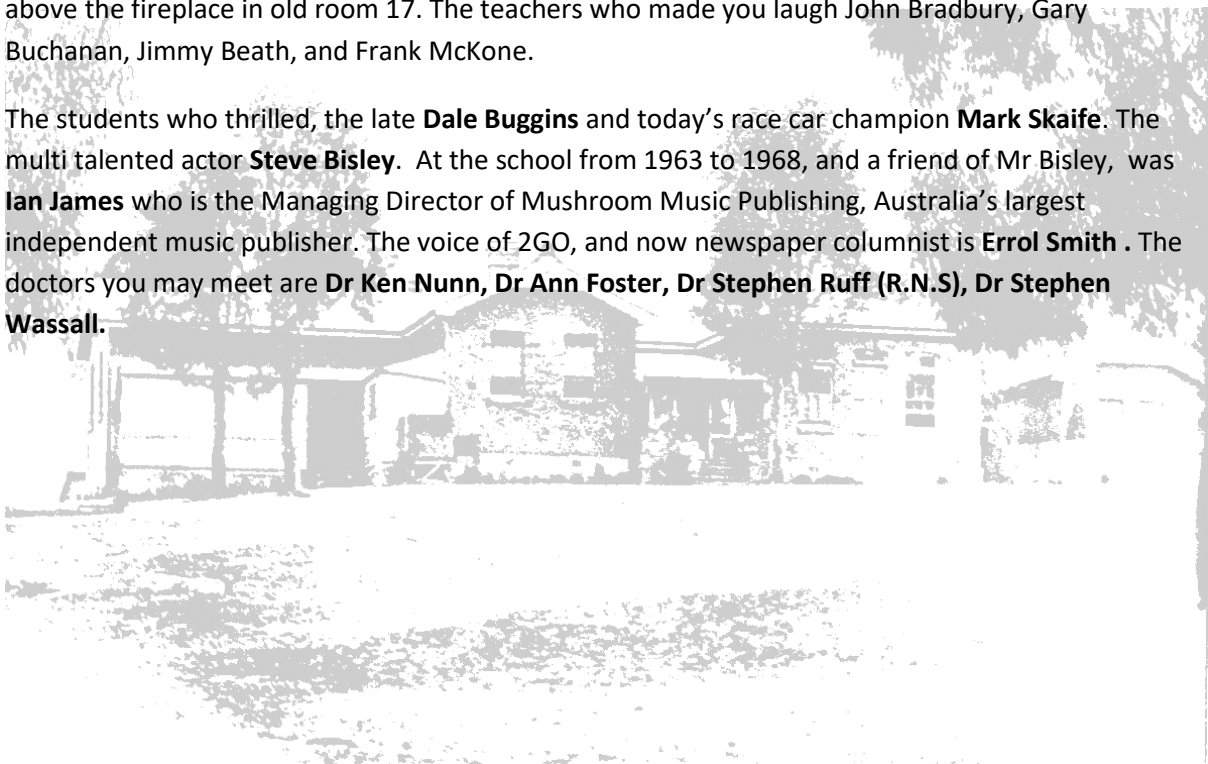 above the fireplace in old room 17. The teachers who made you laugh John Bradbury, Gary
Buchanan, Jimmy Beath, and Frank McKone.
The students who thrilled, the late Dale Buggins and today’s race car champion Mark Skaife. The
multi talented actor Steve Bisley.  At the school from 1963 to 1968, and a friend of Mr Bisley,  was
Ian James who is the Managing Director of Mushroom Music Publishing, Australia’s largest
independent music publisher. The voice of 2GO, and now newspaper columnist is Errol Smith . The
doctors you may meet are Dr Ken Nunn, Dr Ann Foster, Dr Stephen Ruff (R.N.S), Dr Stephen
Wassall.